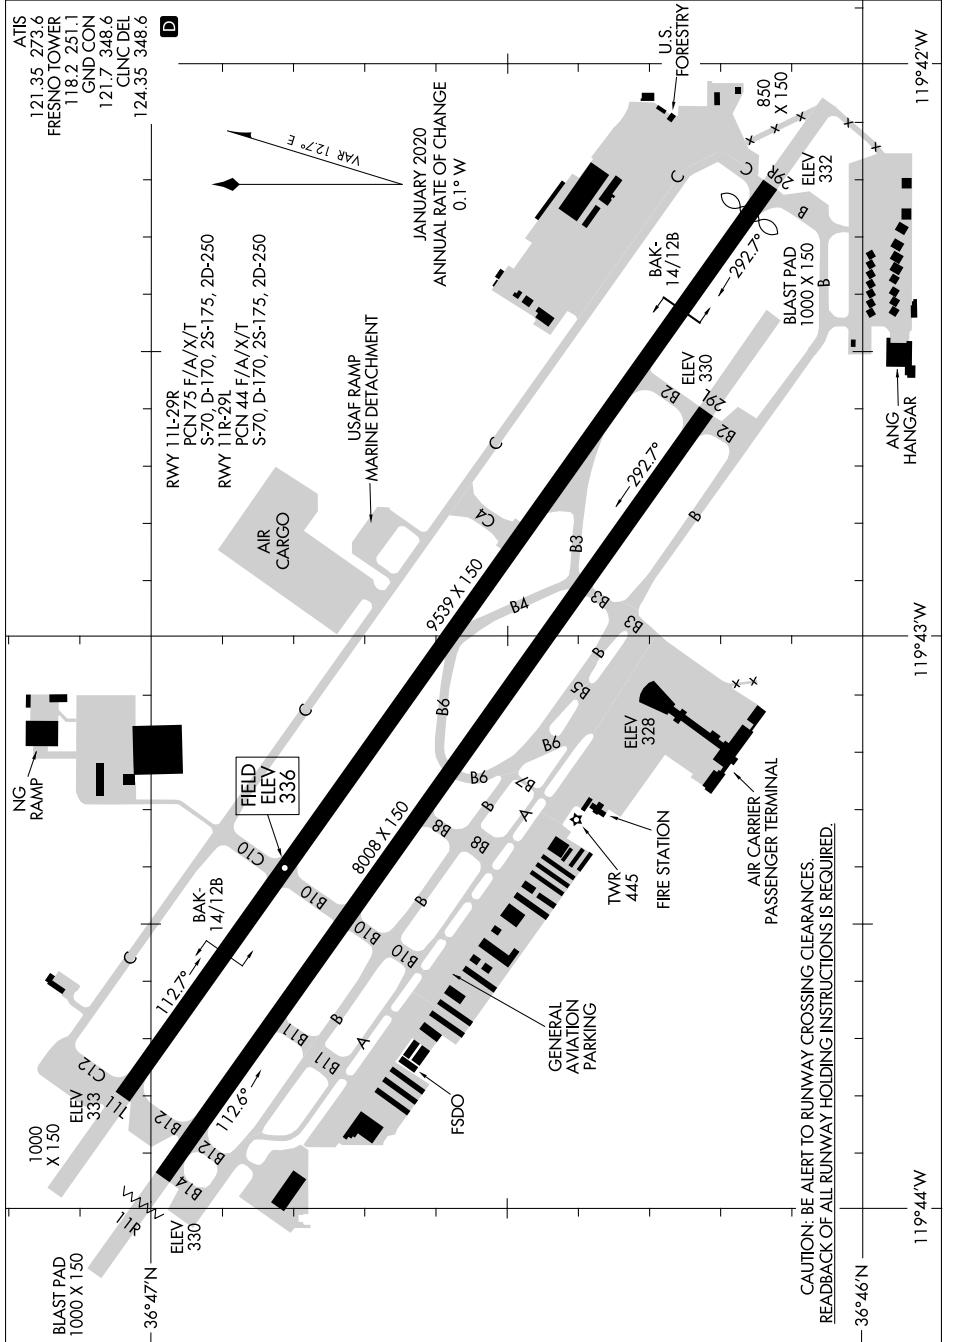 ATIS
121.35 273.6
FRESNO TOWER
118.2 251.1
GND CON
121.7 348.6
CLNC DEL
124.35 348.6
D
VAR 12.7° E
JANUARY 2020
ANNUAL RATE OF CHANGE
0.1° W
RWY 11L-29R
PCN 75 F/A/X/T
S-70, D-170, 2S-175, 2D-250
RWY 11R-29L
PCN 44 F/A/X/T
S-70, D-170, 2S-175, 2D-250
U.S.
FORESTRY
850
X 150
C
C
29R
ELEV
332
B
BLAST PAD
1000 X 150
B
BAK-
14/12B
292.7°
ELEV
330
29L
B2
B2
292.7°
ANG
HANGAR
USAF RAMP
MARINE DETACHMENT
AIR
CARGO
C
C4
B
B3
B4
9539 X 150
B3
B3
B
B5
B6
B6
B6
B7
NG
RAMP
C
FIELD
ELEV
336
C10
8008 X 150
B8
B8
B
A
ELEV
328
AIR CARRIER
PASSENGER TERMINAL
TWR
445
FIRE STATION
BAK-
14/12B
B10
B10
B10
B
C
112.7°
GENERAL
AVIATION
PARKING
B11
B11
B
A
FSDO
C12
11L
ELEV
333
1000
X 150
B12
B12
112.6°
B14
11R
ELEV
330
BLAST PAD
1000 X 150
CAUTION: BE ALERT TO RUNWAY CROSSING CLEARANCES.
READBACK OF ALL RUNWAY HOLDING INSTRUCTIONS IS REQUIRED.
36°47'N
36°46'N
119°44'W
119°43'W
119°42'W